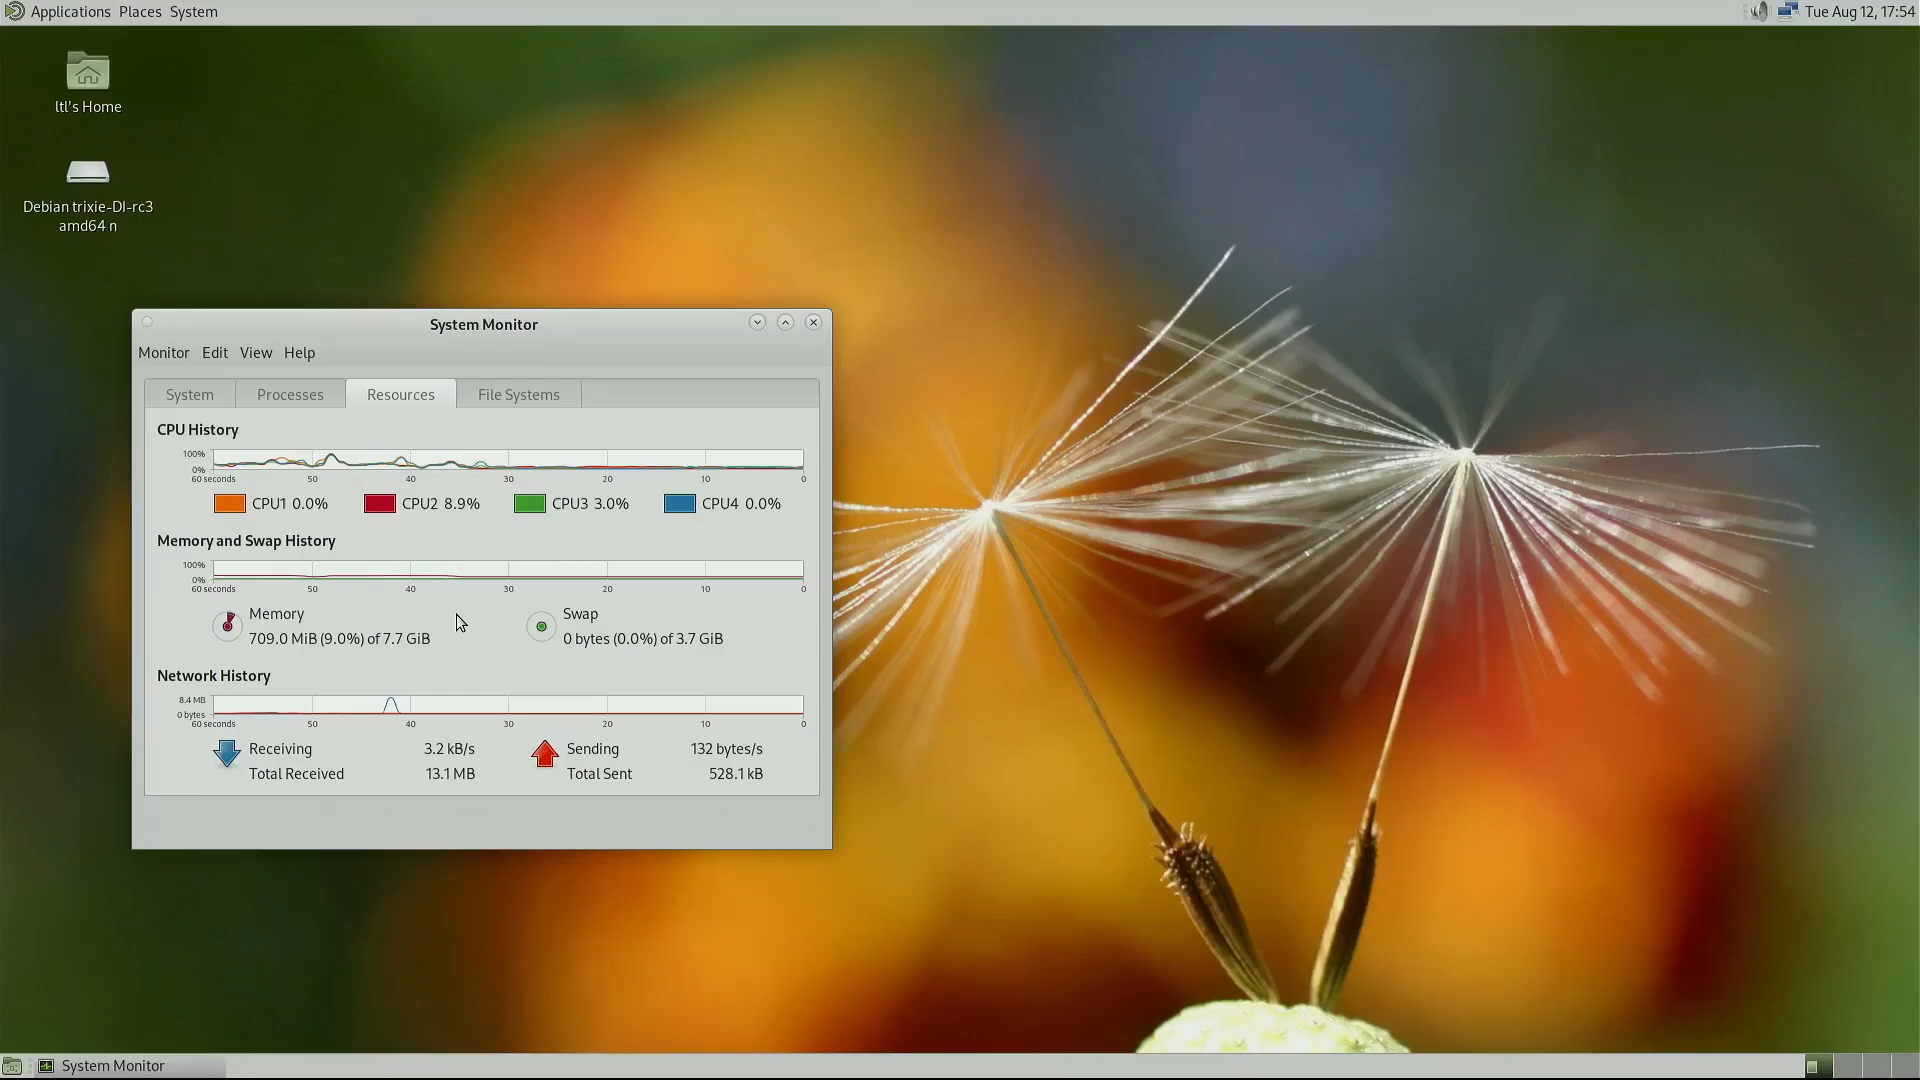 Applications Places System
Tue Aug 12, 17:54
ltl's Home
Debian trixie-DI-rc3
amd64 n
System Monitor
Monitor Edit View Help
System Processes Resources File Systems
CPU History
100%
0%
60 seconds 50 40 30 20 10 0
CPU1 0.0% CPU2 8.9% CPU3 3.0% CPU4 0.0%
Memory and Swap History
100%
0%
60 seconds 50 40 30 20 10 0
Memory Swap
709.0 MiB (9.0%) of 7.7 GiB 0 bytes (0.0%) of 3.7 GiB
Network History
8.4 MB
0 bytes
60 seconds 50 40 30 20 10 0
Receiving 3.2 kB/s Sending 132 bytes/s
Total Received 13.1 MB Total Sent 528.1 kB
System Monitor